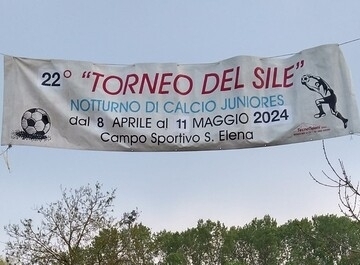 22° "TORNEO DEL SILE"
NOTTURNO DI CALCIO JUNIORES
dal 8 APRILE al 11 MAGGIO 2024
Campo Sportivo S. Elena